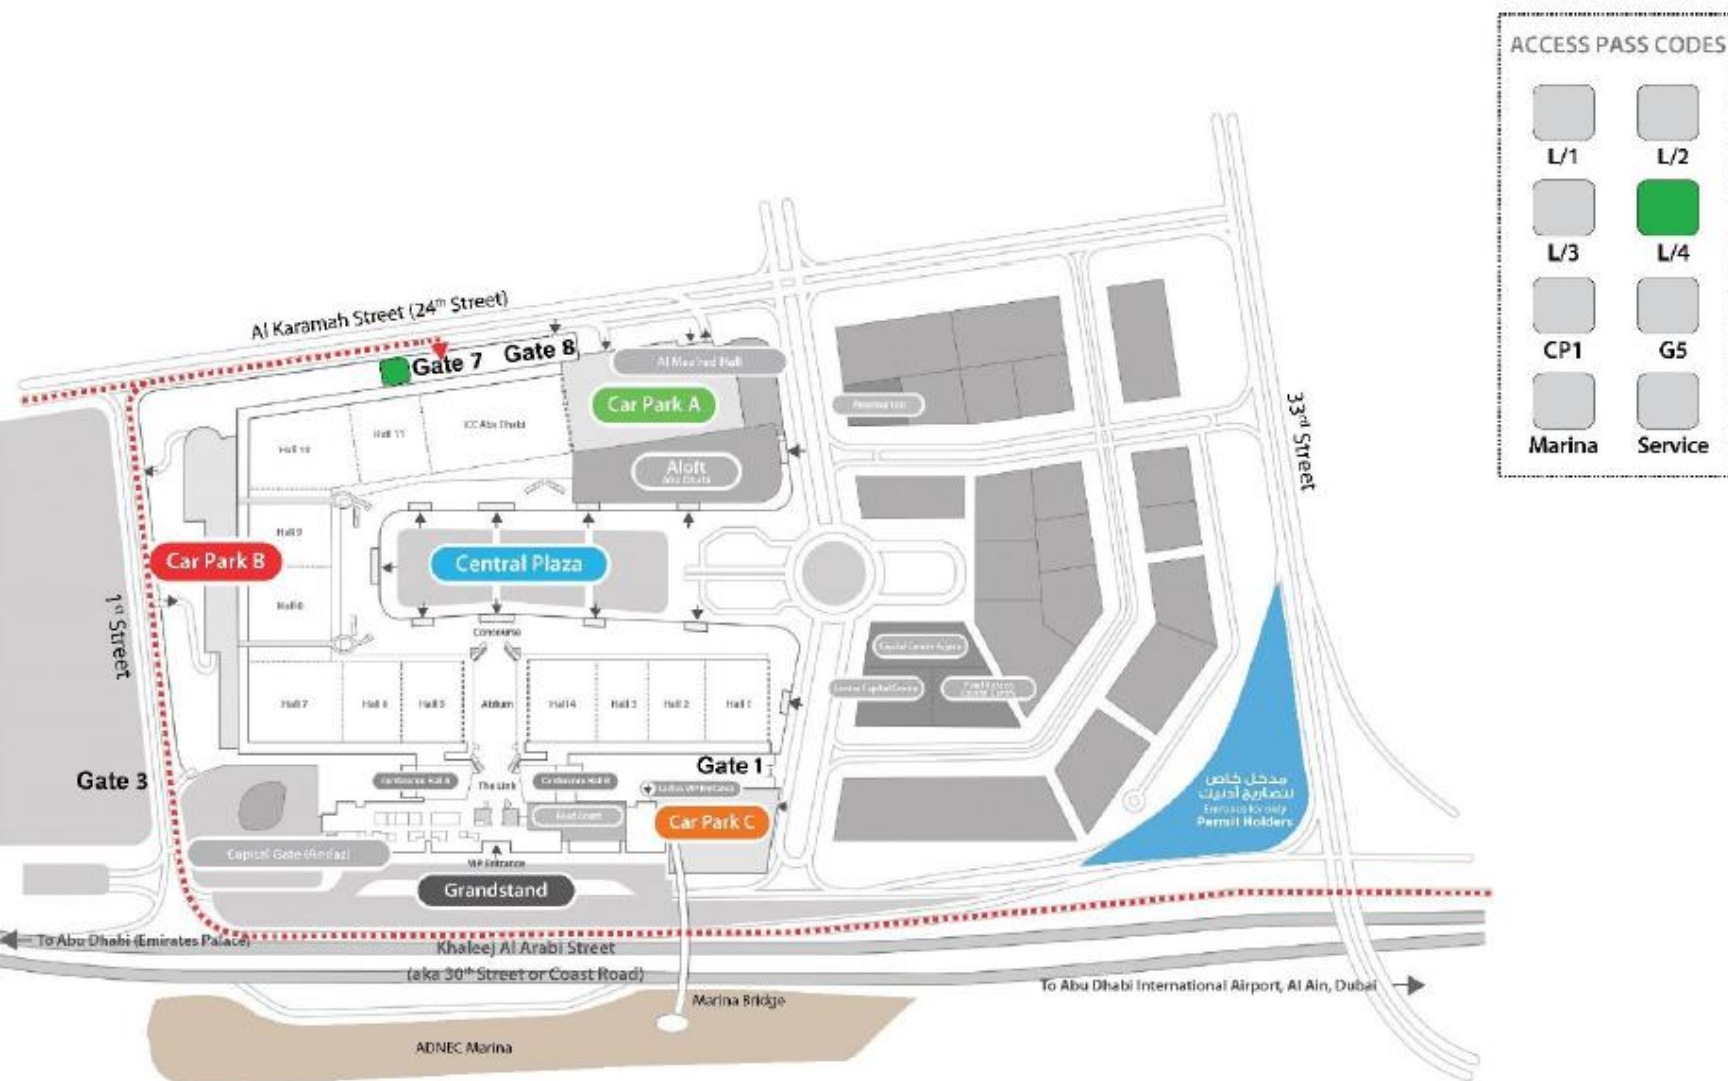 ACCESS PASS CODES
L/1
L/2
L/3
L/4
CP1
G5
Marina
Service
Al Karamah Street (24th Street)
Gate 7
Gate 8
Car Park A
Hall 10
Hall 11
ICC Abu Dhabi
Aloft
Abu Dhabi
33rd Street
Hall 9
Car Park B
Central Plaza
Hall 8
1st Street
Concourse
Hall 7
Hall 6
Hall 5
Atrium
Hall 4
Hall 3
Hall 2
Hall 1
Gate 1
Gate 3
Conference Hall A
The Link
Conference Hall B
Food Court
Car Park C
مدخل خاص
لتصاريح أدنيك
Entrance for only
Permit Holders
Capital Gate (Andaz)
VIP Entrance
Grandstand
To Abu Dhabi (Emirates Palace)
Khaleej Al Arabi Street
(aka 30th Street or Coast Road)
To Abu Dhabi International Airport, Al Ain, Dubai
Marina Bridge
ADNEC Marina